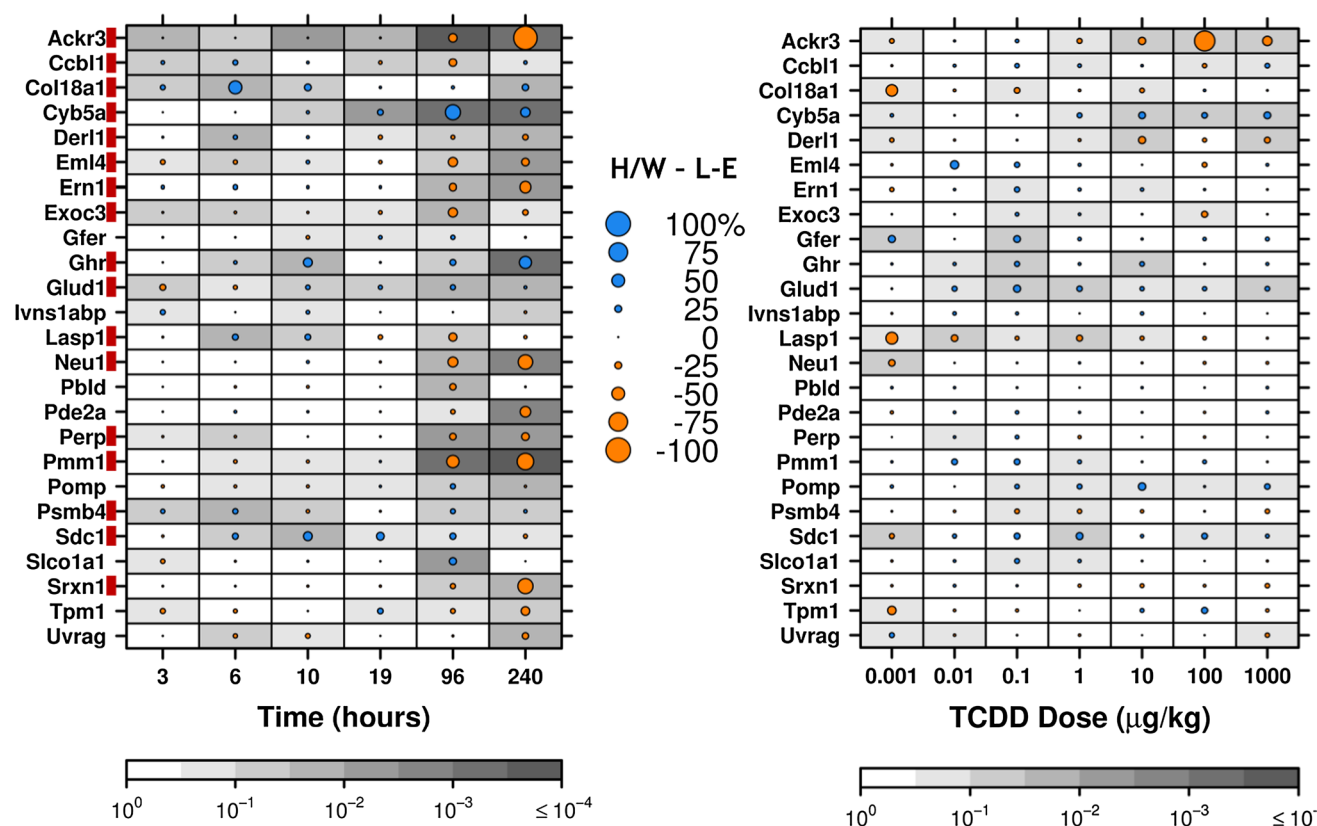 Ackr3
Ccbl1
Col18a1
Cyb5a
Derl1
Eml4
Ern1
Exoc3
Gfer
Ghr
Glud1
Ivns1abp
Lasp1
Neu1
Pbld
Pde2a
Perp
Pmm1
Pomp
Psmb4
Sdc1
Slco1a1
Srxn1
Tpm1
Uvrag
3 6 10 19 96 240
Time (hours)
10⁰ 10⁻¹ 10⁻² 10⁻³ ≤ 10⁻⁴
H/W - L-E
100%
75
50
25
0
-25
-50
-75
-100
Ackr3
Ccbl1
Col18a1
Cyb5a
Derl1
Eml4
Ern1
Exoc3
Gfer
Ghr
Glud1
Ivns1abp
Lasp1
Neu1
Pbld
Pde2a
Perp
Pmm1
Pomp
Psmb4
Sdc1
Slco1a1
Srxn1
Tpm1
Uvrag
0.001 0.01 0.1 1 10 100 1000
TCDD Dose (μg/kg)
10⁰ 10⁻¹ 10⁻² 10⁻³ ≤ 10⁻